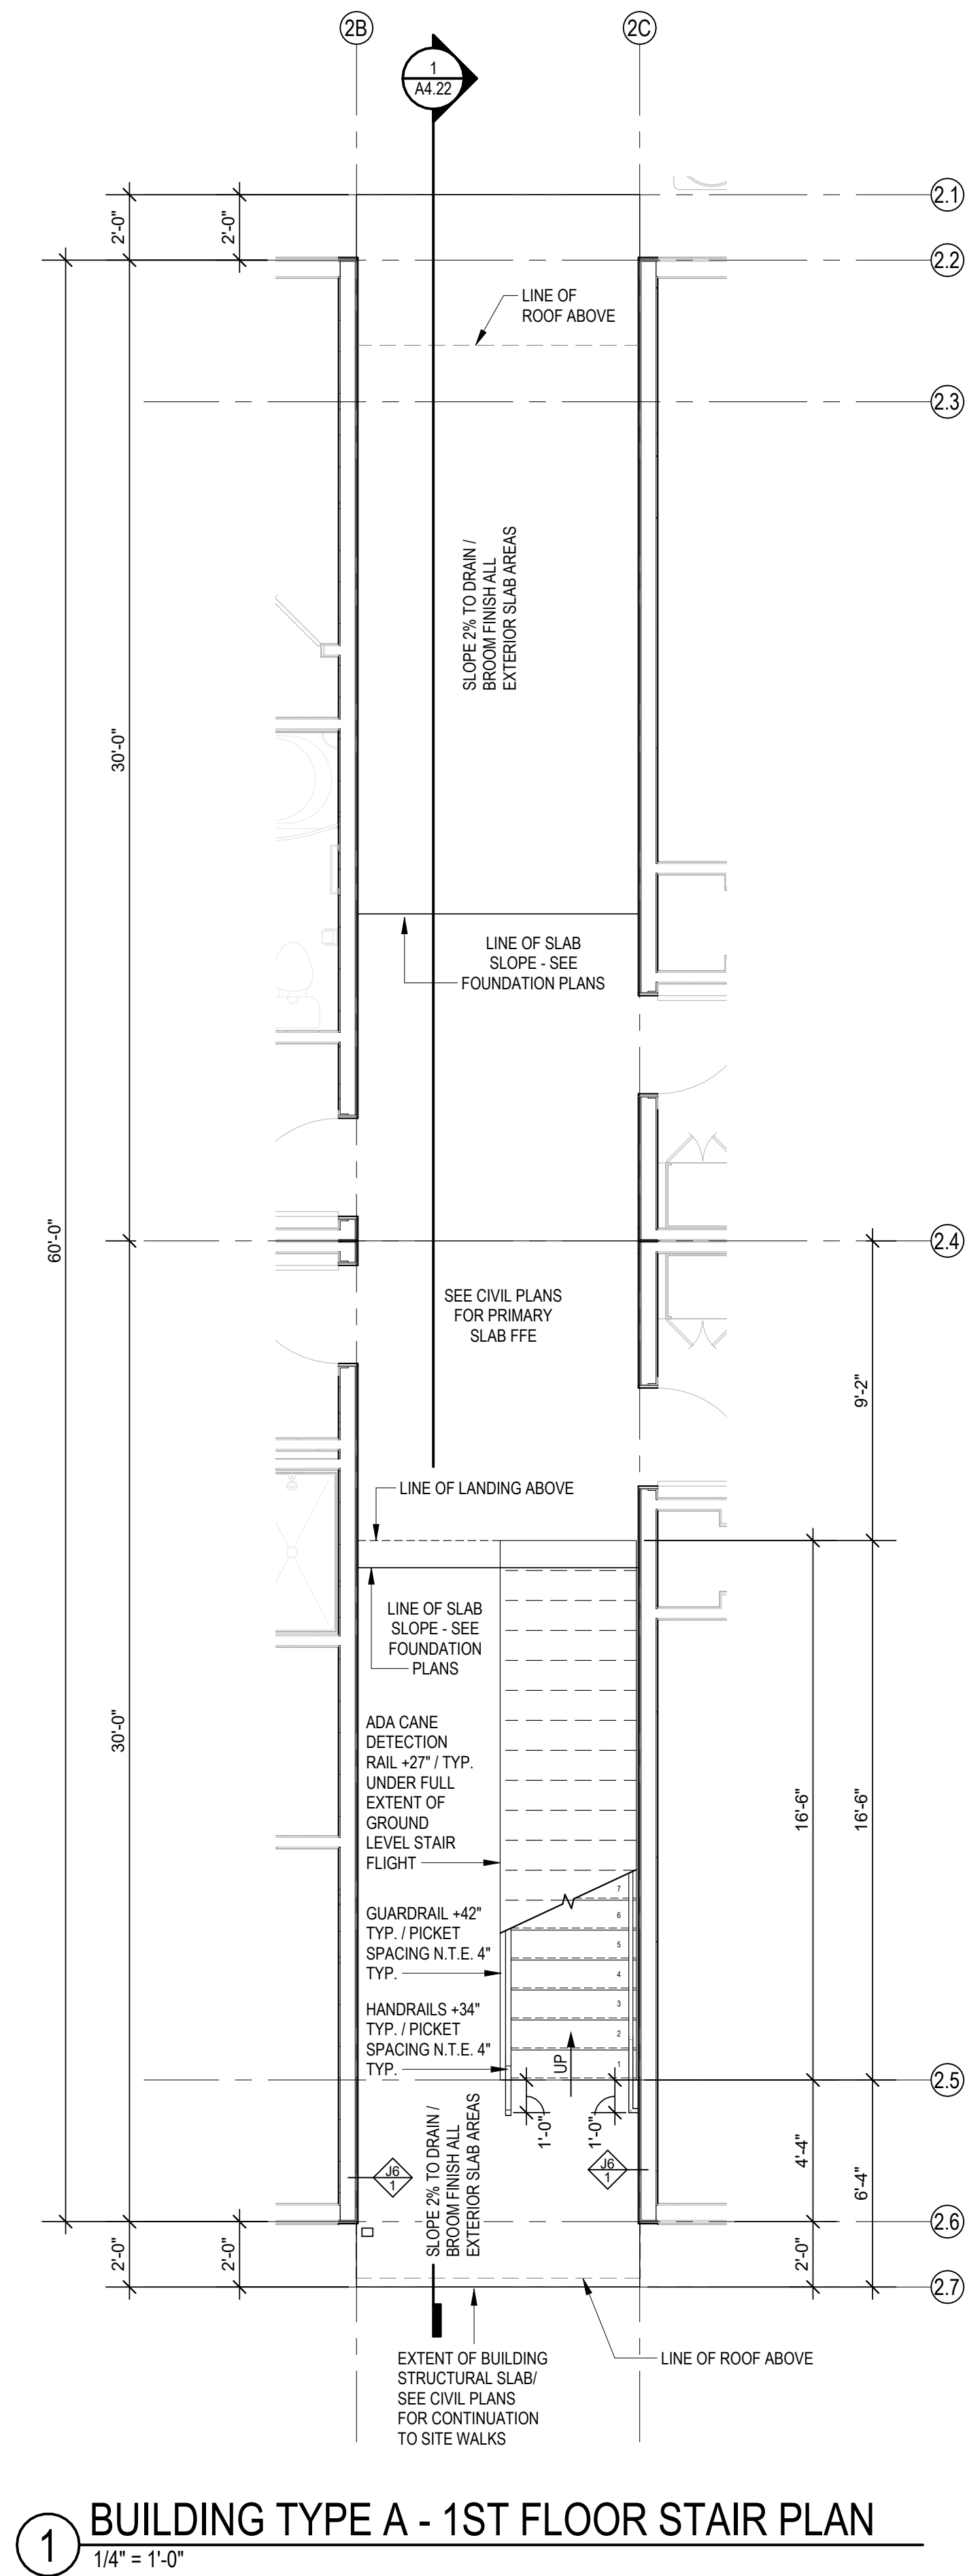 2B
2C
1
A4.22
2.1
2'-0"
2'-0"
2.2
LINE OF
ROOF ABOVE
2.3
SLOPE 2% TO DRAIN /
BROOM FINISH ALL
EXTERIOR SLAB AREAS
30'-0"
LINE OF SLAB
SLOPE - SEE
FOUNDATION PLANS
60'-0"
2.4
SEE CIVIL PLANS
FOR PRIMARY
SLAB FFE
9'-2"
LINE OF LANDING ABOVE
LINE OF SLAB
SLOPE - SEE
FOUNDATION
PLANS
30'-0"
ADA CANE
DETECTION
RAIL +27" / TYP.
UNDER FULL
EXTENT OF
GROUND
LEVEL STAIR
FLIGHT
16'-6"
16'-6"
GUARDRAIL +42"
TYP. / PICKET
SPACING N.T.E. 4"
TYP.
HANDRAILS +34"
TYP. / PICKET
SPACING N.T.E. 4"
TYP.
7
6
5
4
3
2
1
UP
2.5
1'-0"
1'-0"
SLOPE 2% TO DRAIN /
BROOM FINISH ALL
EXTERIOR SLAB AREAS
J6
1
J6
1
4'-4"
6'-4"
2.6
2'-0"
2'-0"
2'-0"
2.7
EXTENT OF BUILDING
STRUCTURAL SLAB/
SEE CIVIL PLANS
FOR CONTINUATION
TO SITE WALKS
LINE OF ROOF ABOVE
1
BUILDING TYPE A - 1ST FLOOR STAIR PLAN
1/4" = 1'-0"